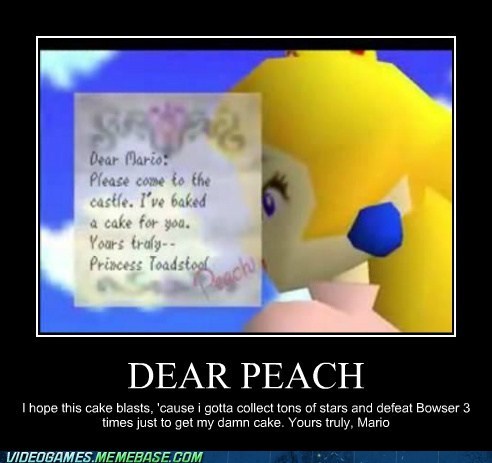 Dear Mario:
Please come to the
castle. I've baked
a cake for you.
Yours truly--
Princess Toadstool
Peach
DEAR PEACH
I hope this cake blasts, 'cause i gotta collect tons of stars and defeat Bowser 3
times just to get my damn cake. Yours truly, Mario
VIDEOGAMES.MEMEBASE.COM